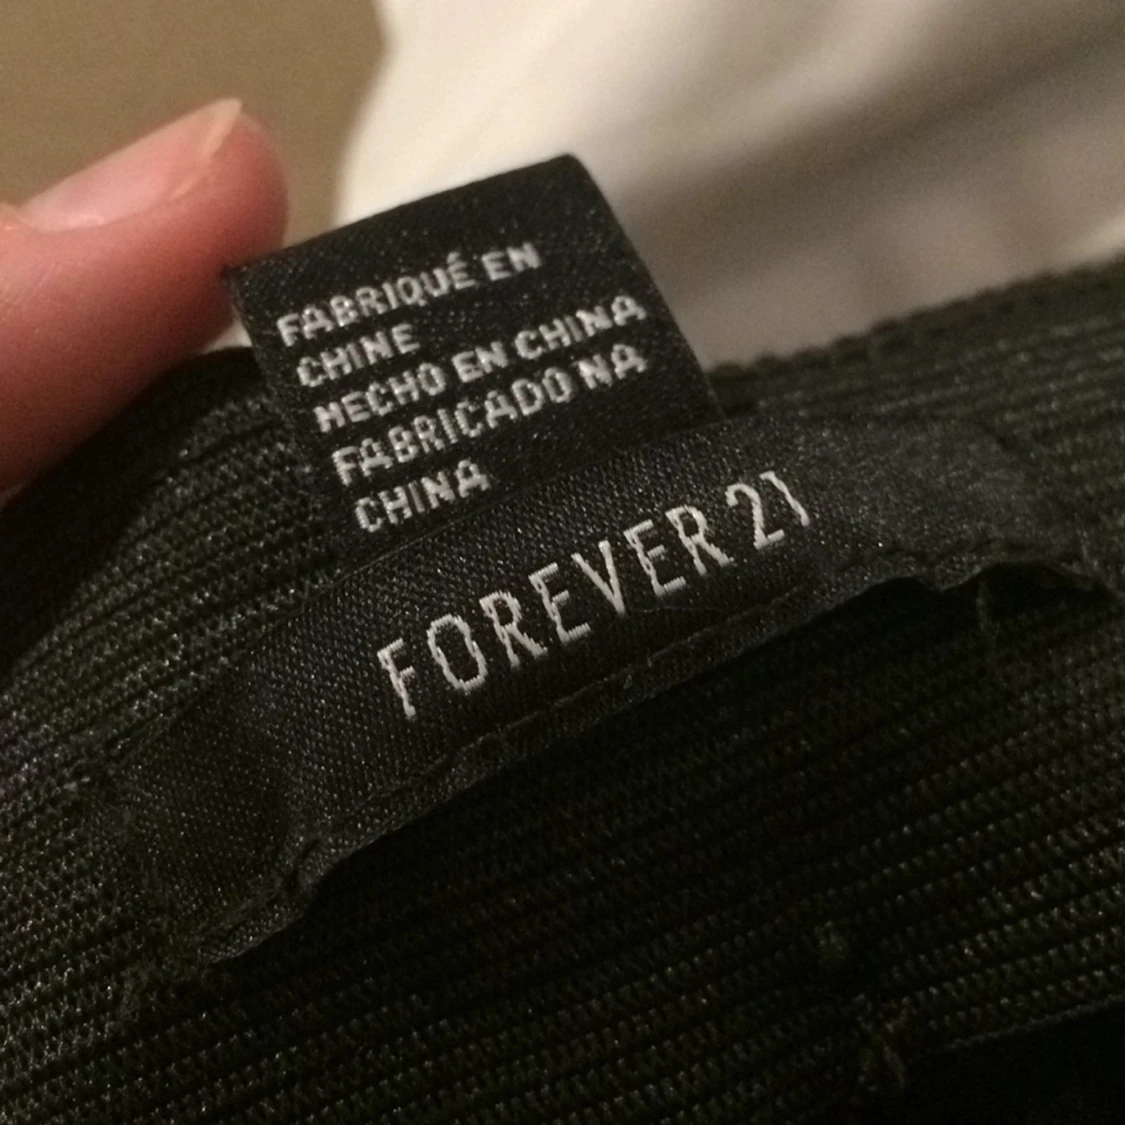 FABRIQUÉ EN
CHINE
HECHO EN CHINA
FABRICADO NA
CHINA
FOREVER 21